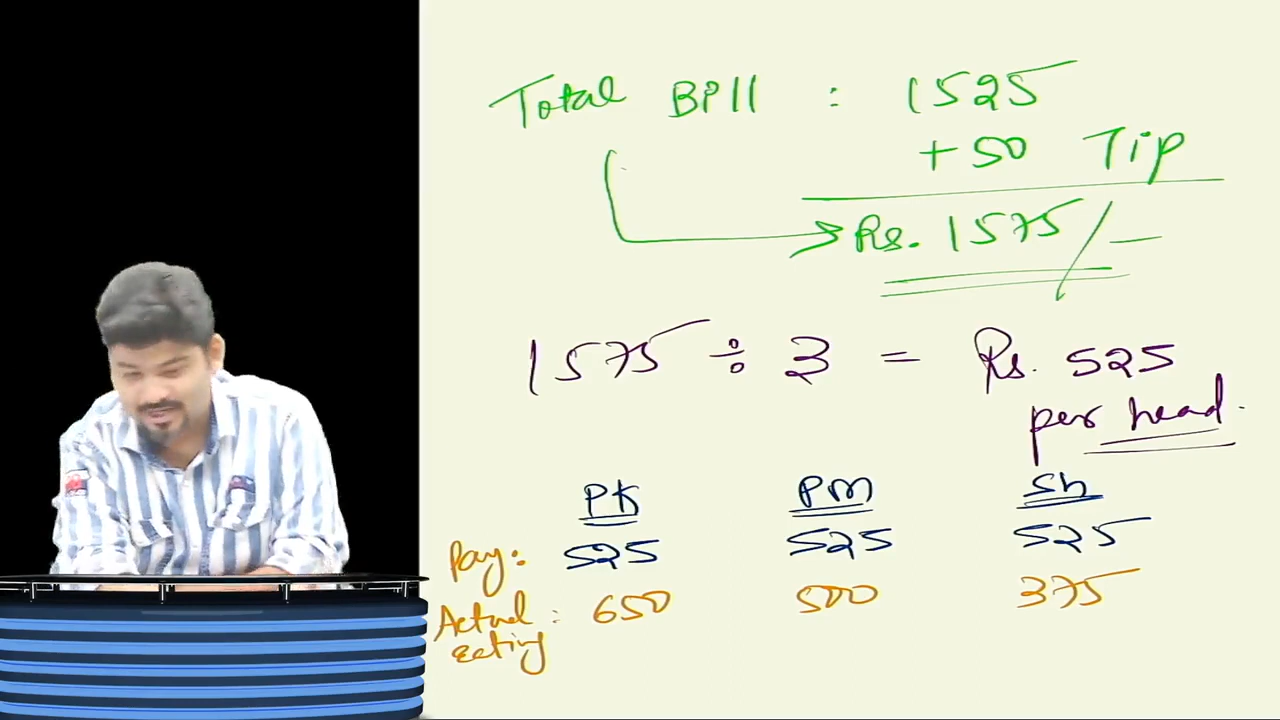 Total Bill : 1525
+ 50 Tip
Rs. 1575/-
1575 ÷ 3 = Rs. 525
per head.
PK PM Sh
Pay: 525 525 525
Actual : 650 500 375
eating